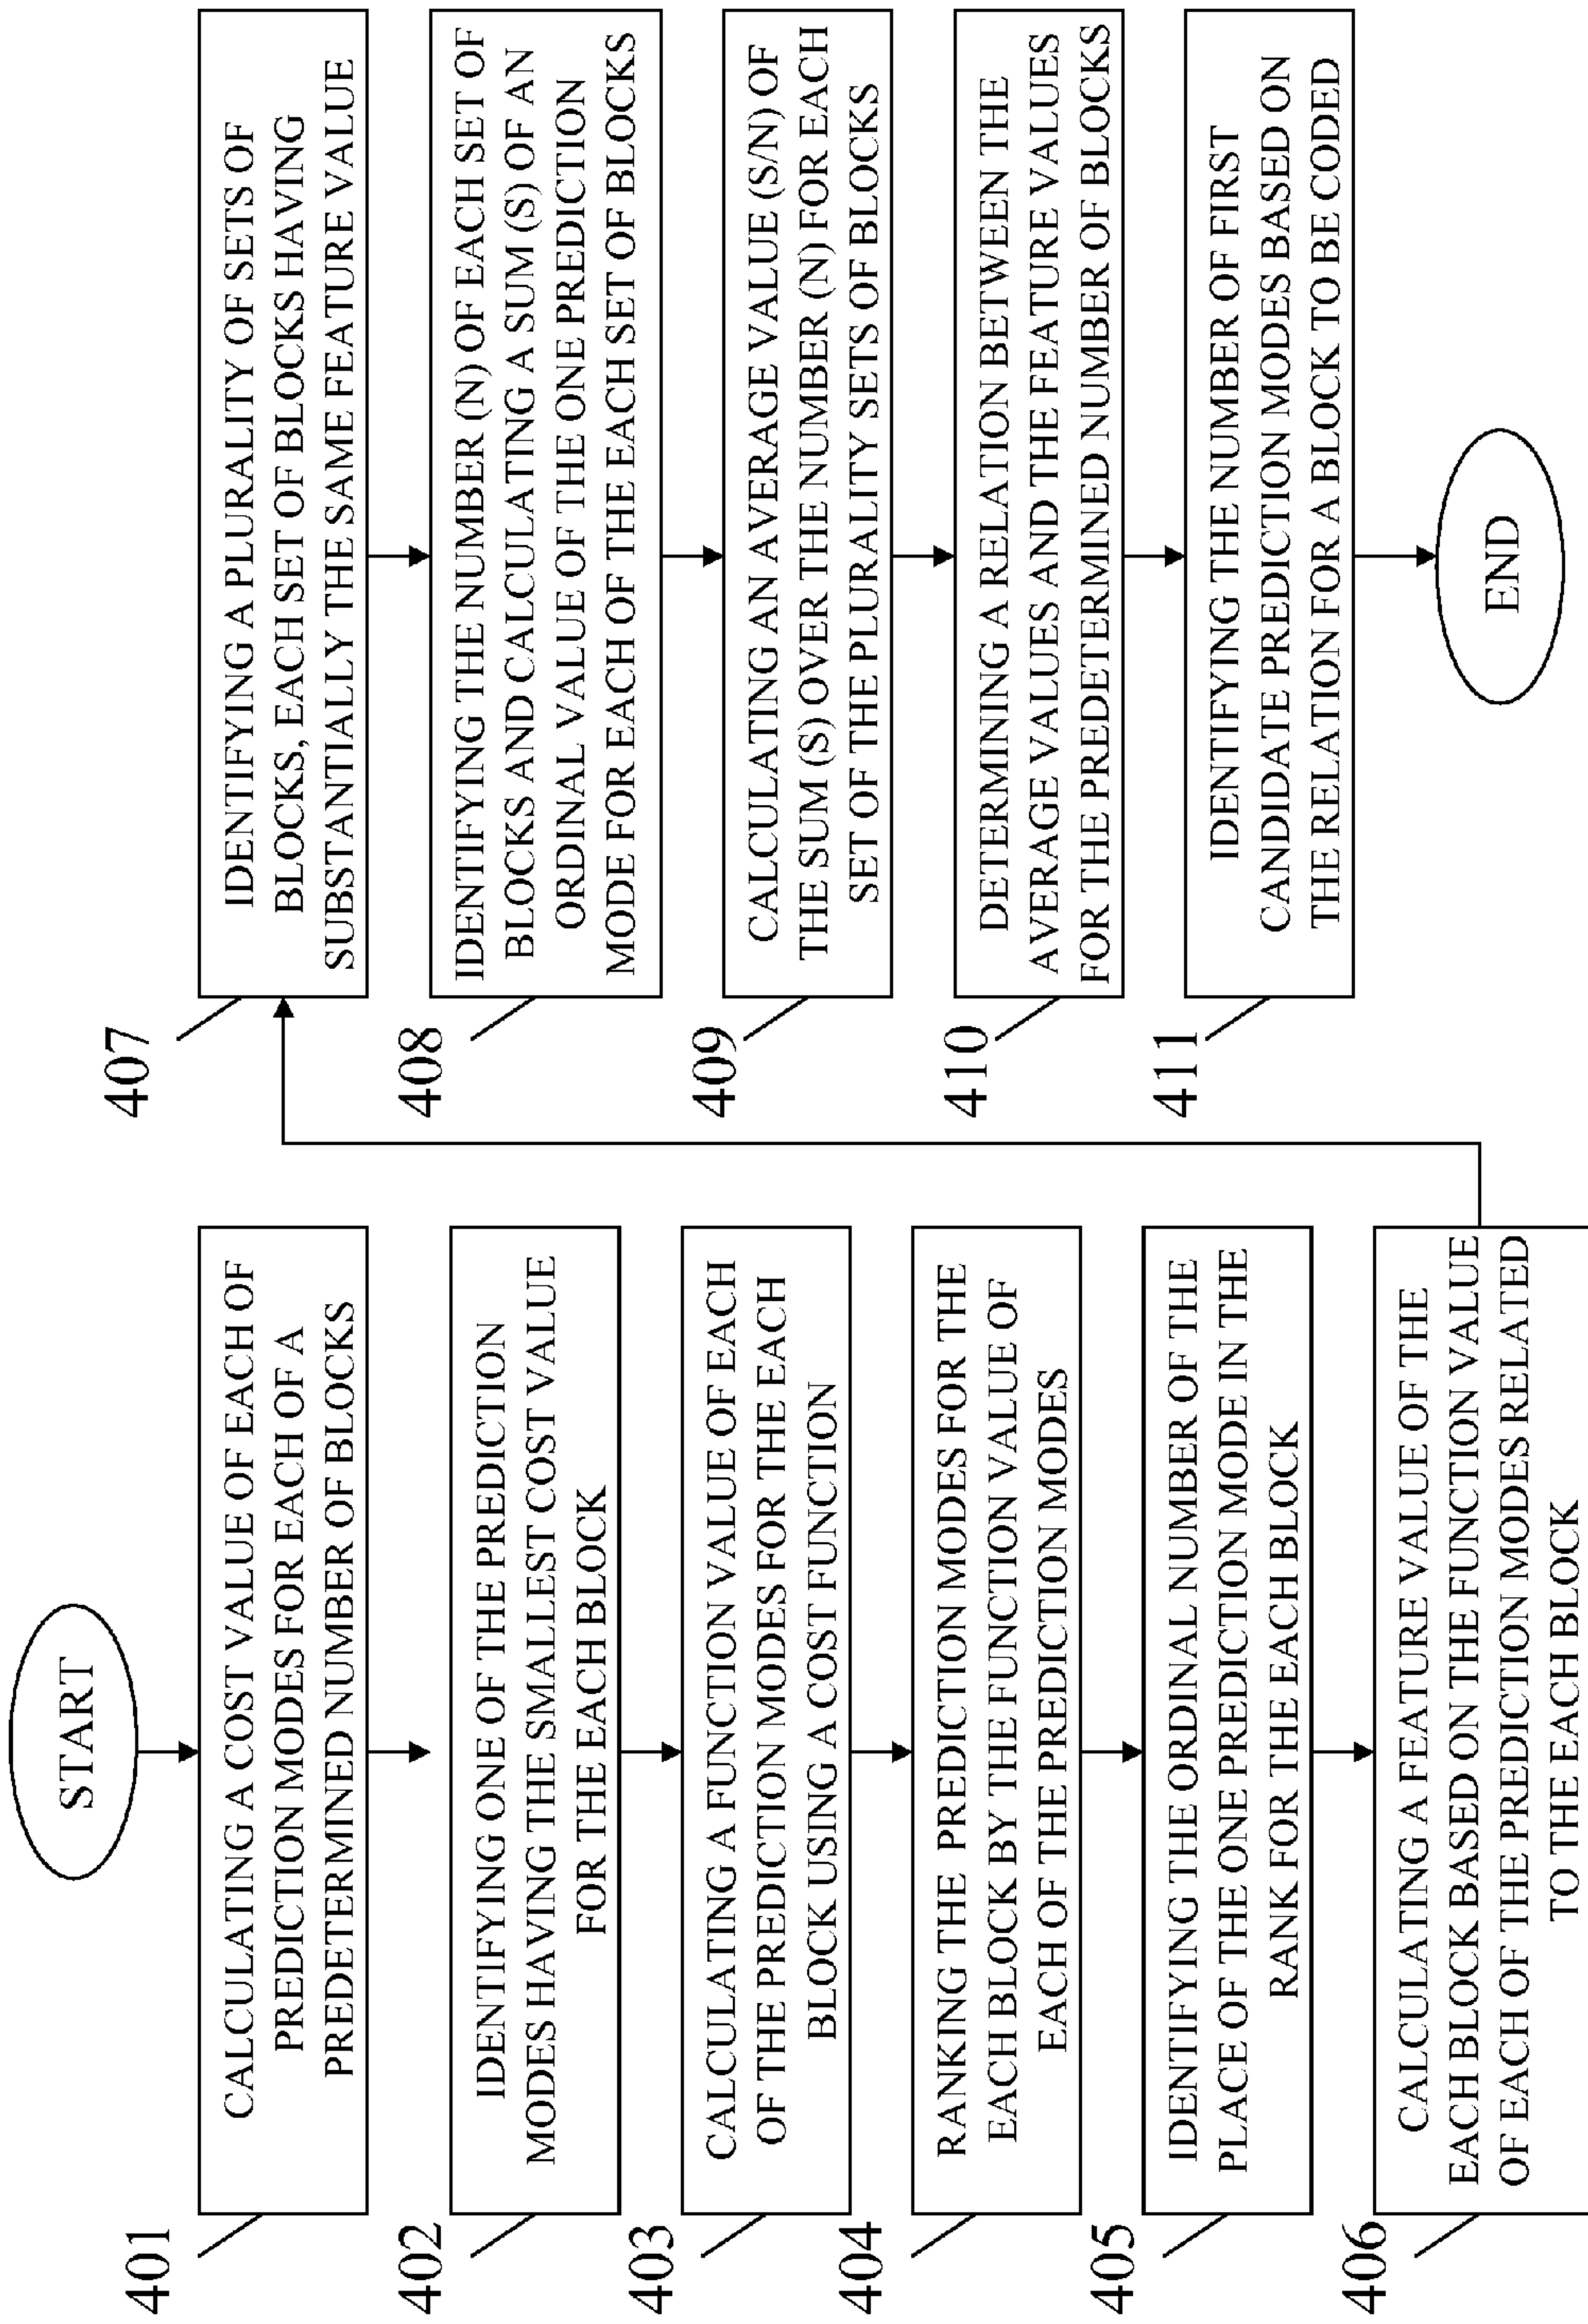 START
401
CALCULATING A COST VALUE OF EACH OF
PREDICTION MODES FOR EACH OF A
PREDETERMINED NUMBER OF BLOCKS
402
IDENTIFYING ONE OF THE PREDICTION
MODES HAVING THE SMALLEST COST VALUE
FOR THE EACH BLOCK
403
CALCULATING A FUNCTION VALUE OF EACH
OF THE PREDICTION MODES FOR THE EACH
BLOCK USING A COST FUNCTION
404
RANKING THE PREDICTION MODES FOR THE
EACH BLOCK BY THE FUNCTION VALUE OF
EACH OF THE PREDICTION MODES
405
IDENTIFYING THE ORDINAL NUMBER OF THE
PLACE OF THE ONE PREDICTION MODE IN THE
RANK FOR THE EACH BLOCK
406
CALCULATING A FEATURE VALUE OF THE
EACH BLOCK BASED ON THE FUNCTION VALUE
OF EACH OF THE PREDICTION MODES RELATED
TO THE EACH BLOCK
407
IDENTIFYING A PLURALITY OF SETS OF
BLOCKS, EACH SET OF BLOCKS HAVING
SUBSTANTIALLY THE SAME FEATURE VALUE
408
IDENTIFYING THE NUMBER (N) OF EACH SET OF
BLOCKS AND CALCULATING A SUM (S) OF AN
ORDINAL VALUE OF THE ONE PREDICTION
MODE FOR EACH OF THE EACH SET OF BLOCKS
409
CALCULATING AN AVERAGE VALUE (S/N) OF
THE SUM (S) OVER THE NUMBER (N) FOR EACH
SET OF THE PLURALITY SETS OF BLOCKS
410
DETERMINING A RELATION BETWEEN THE
AVERAGE VALUES AND THE FEATURE VALUES
FOR THE PREDETERMINED NUMBER OF BLOCKS
411
IDENTIFYING THE NUMBER OF FIRST
CANDIDATE PREDICTION MODES BASED ON
THE RELATION FOR A BLOCK TO BE CODED
END